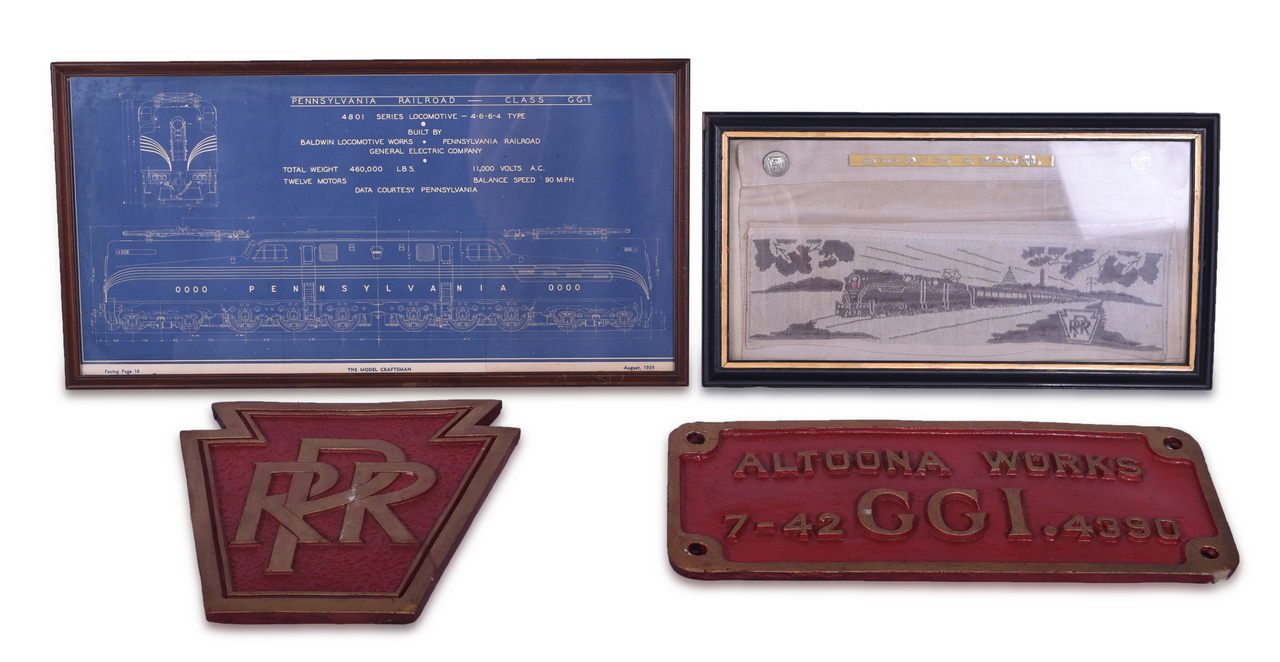 PENNSYLVANIA RAILROAD — CLASS GG-1
4801 SERIES LOCOMOTIVE - 4-6-6-4 TYPE
BUILT BY
BALDWIN LOCOMOTIVE WORKS • PENNSYLVANIA RAILROAD
GENERAL ELECTRIC COMPANY
TOTAL WEIGHT 460,000 LBS. 11,000 VOLTS A.C.
TWELVE MOTORS BALANCE SPEED 90 M.P.H.
DATA COURTESY PENNSYLVANIA
0000 PENNSYLVANIA 0000
Facing Page 16 THE MODEL CRAFTSMAN August, 1939
PRR
PRR
ALTOONA WORKS
7-42 GG1.4390